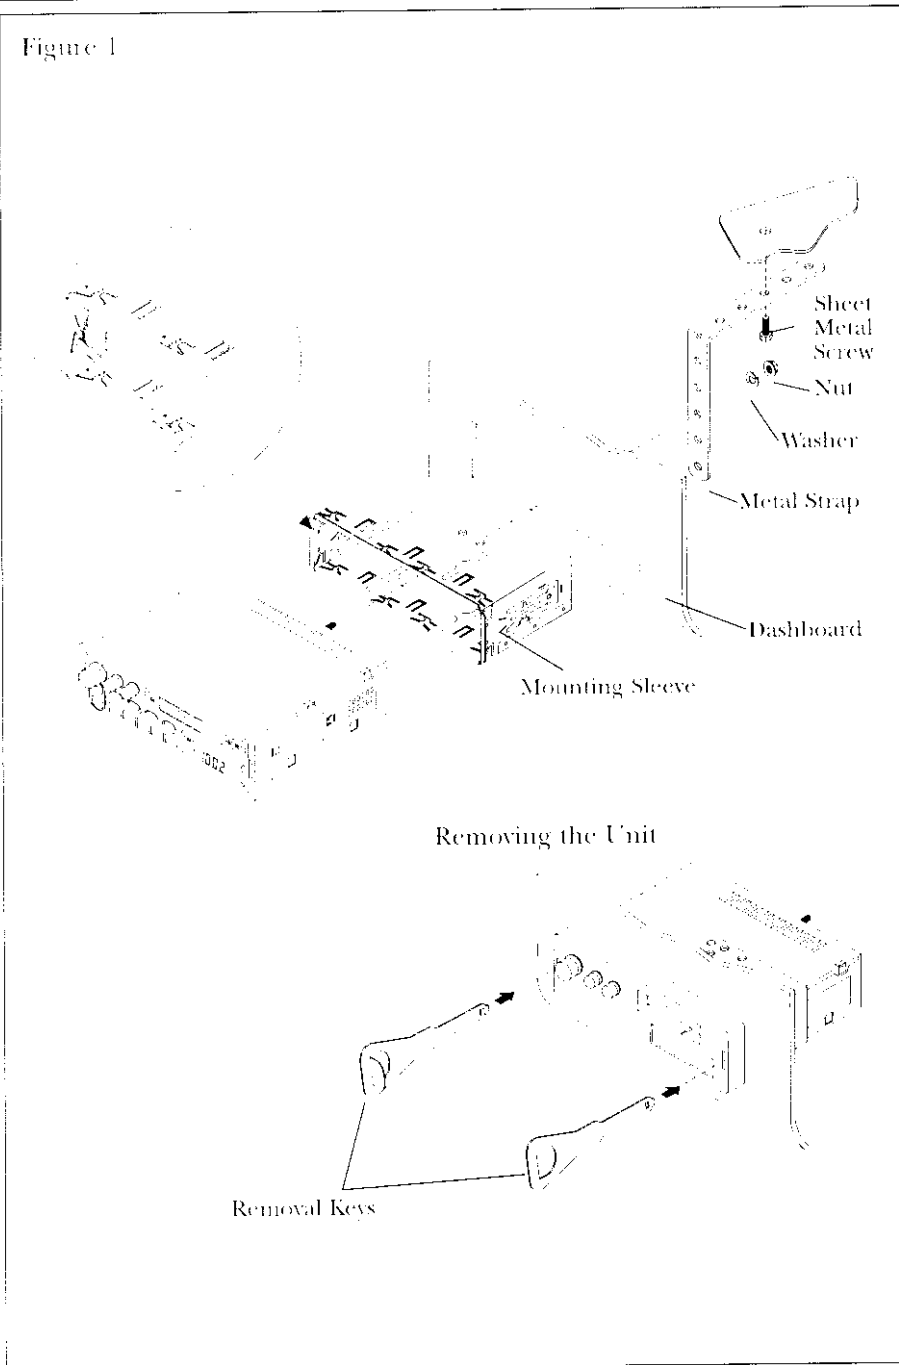 Figure 1
Sheet
Metal
Screw
Nut
Washer
Metal Strap
Dashboard
Mounting Sleeve
Removing the Unit
Removal Keys